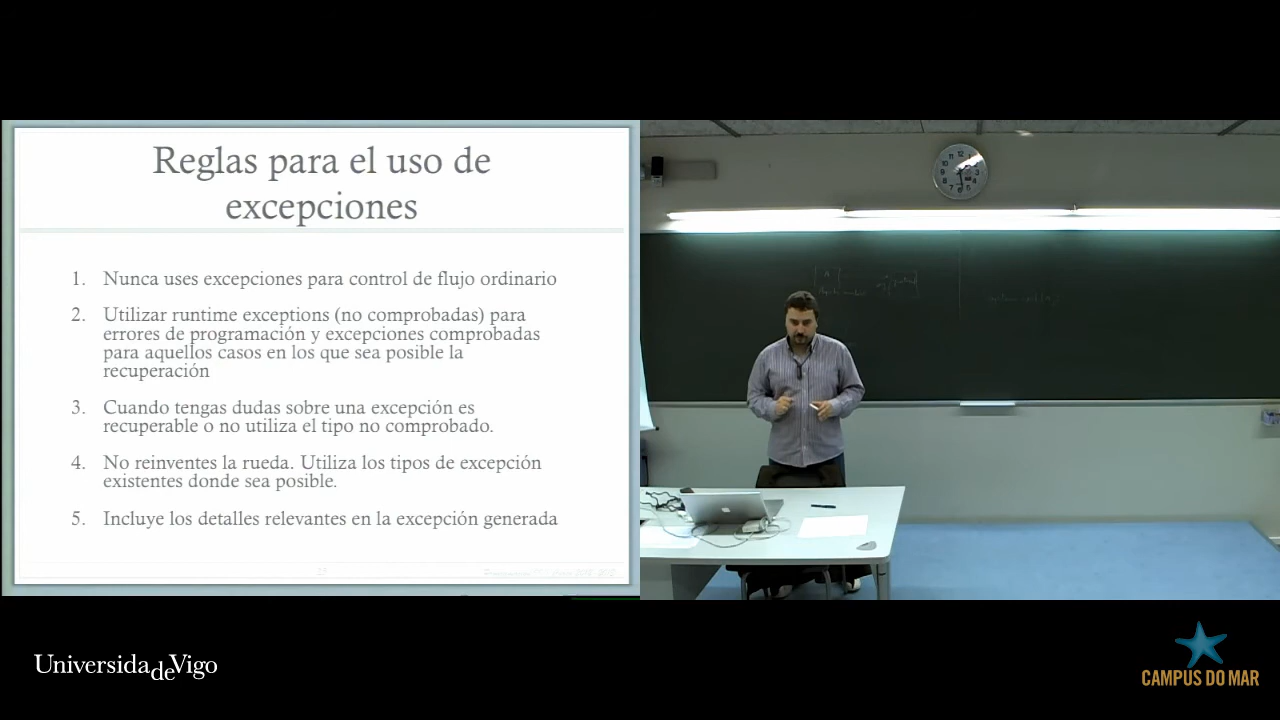 Reglas para el uso de
excepciones
1. Nunca uses excepciones para control de flujo ordinario
2. Utilizar runtime exceptions (no comprobadas) para
errores de programación y excepciones comprobadas
para aquellos casos en los que sea posible la
recuperación
3. Cuando tengas dudas sobre una excepción es
recuperable o no utiliza el tipo no comprobado.
4. No reinventes la rueda. Utiliza los tipos de excepción
existentes donde sea posible.
5. Incluye los detalles relevantes en la excepción generada
UniversidadeVigo
CAMPUS DO MAR